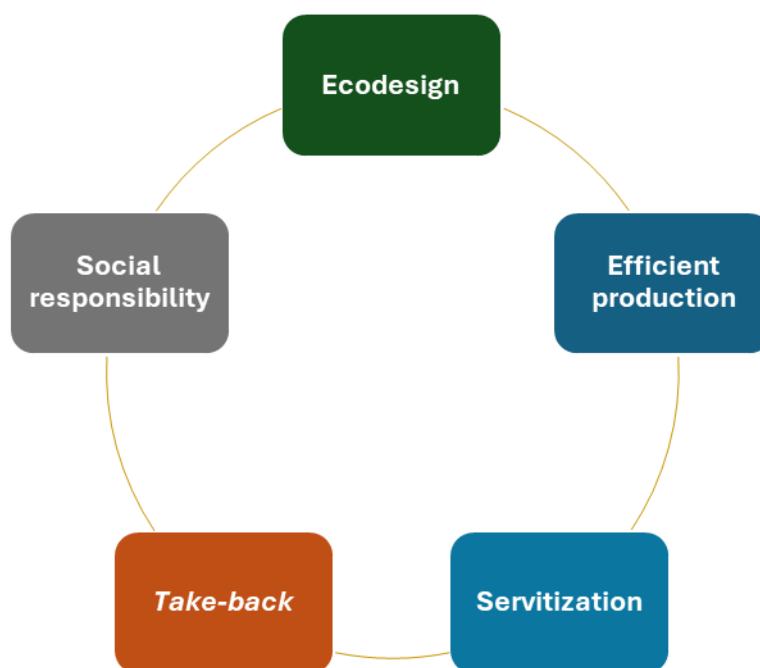 Ecodesign
Social
responsibility
Efficient
production
Take-back
Servitization